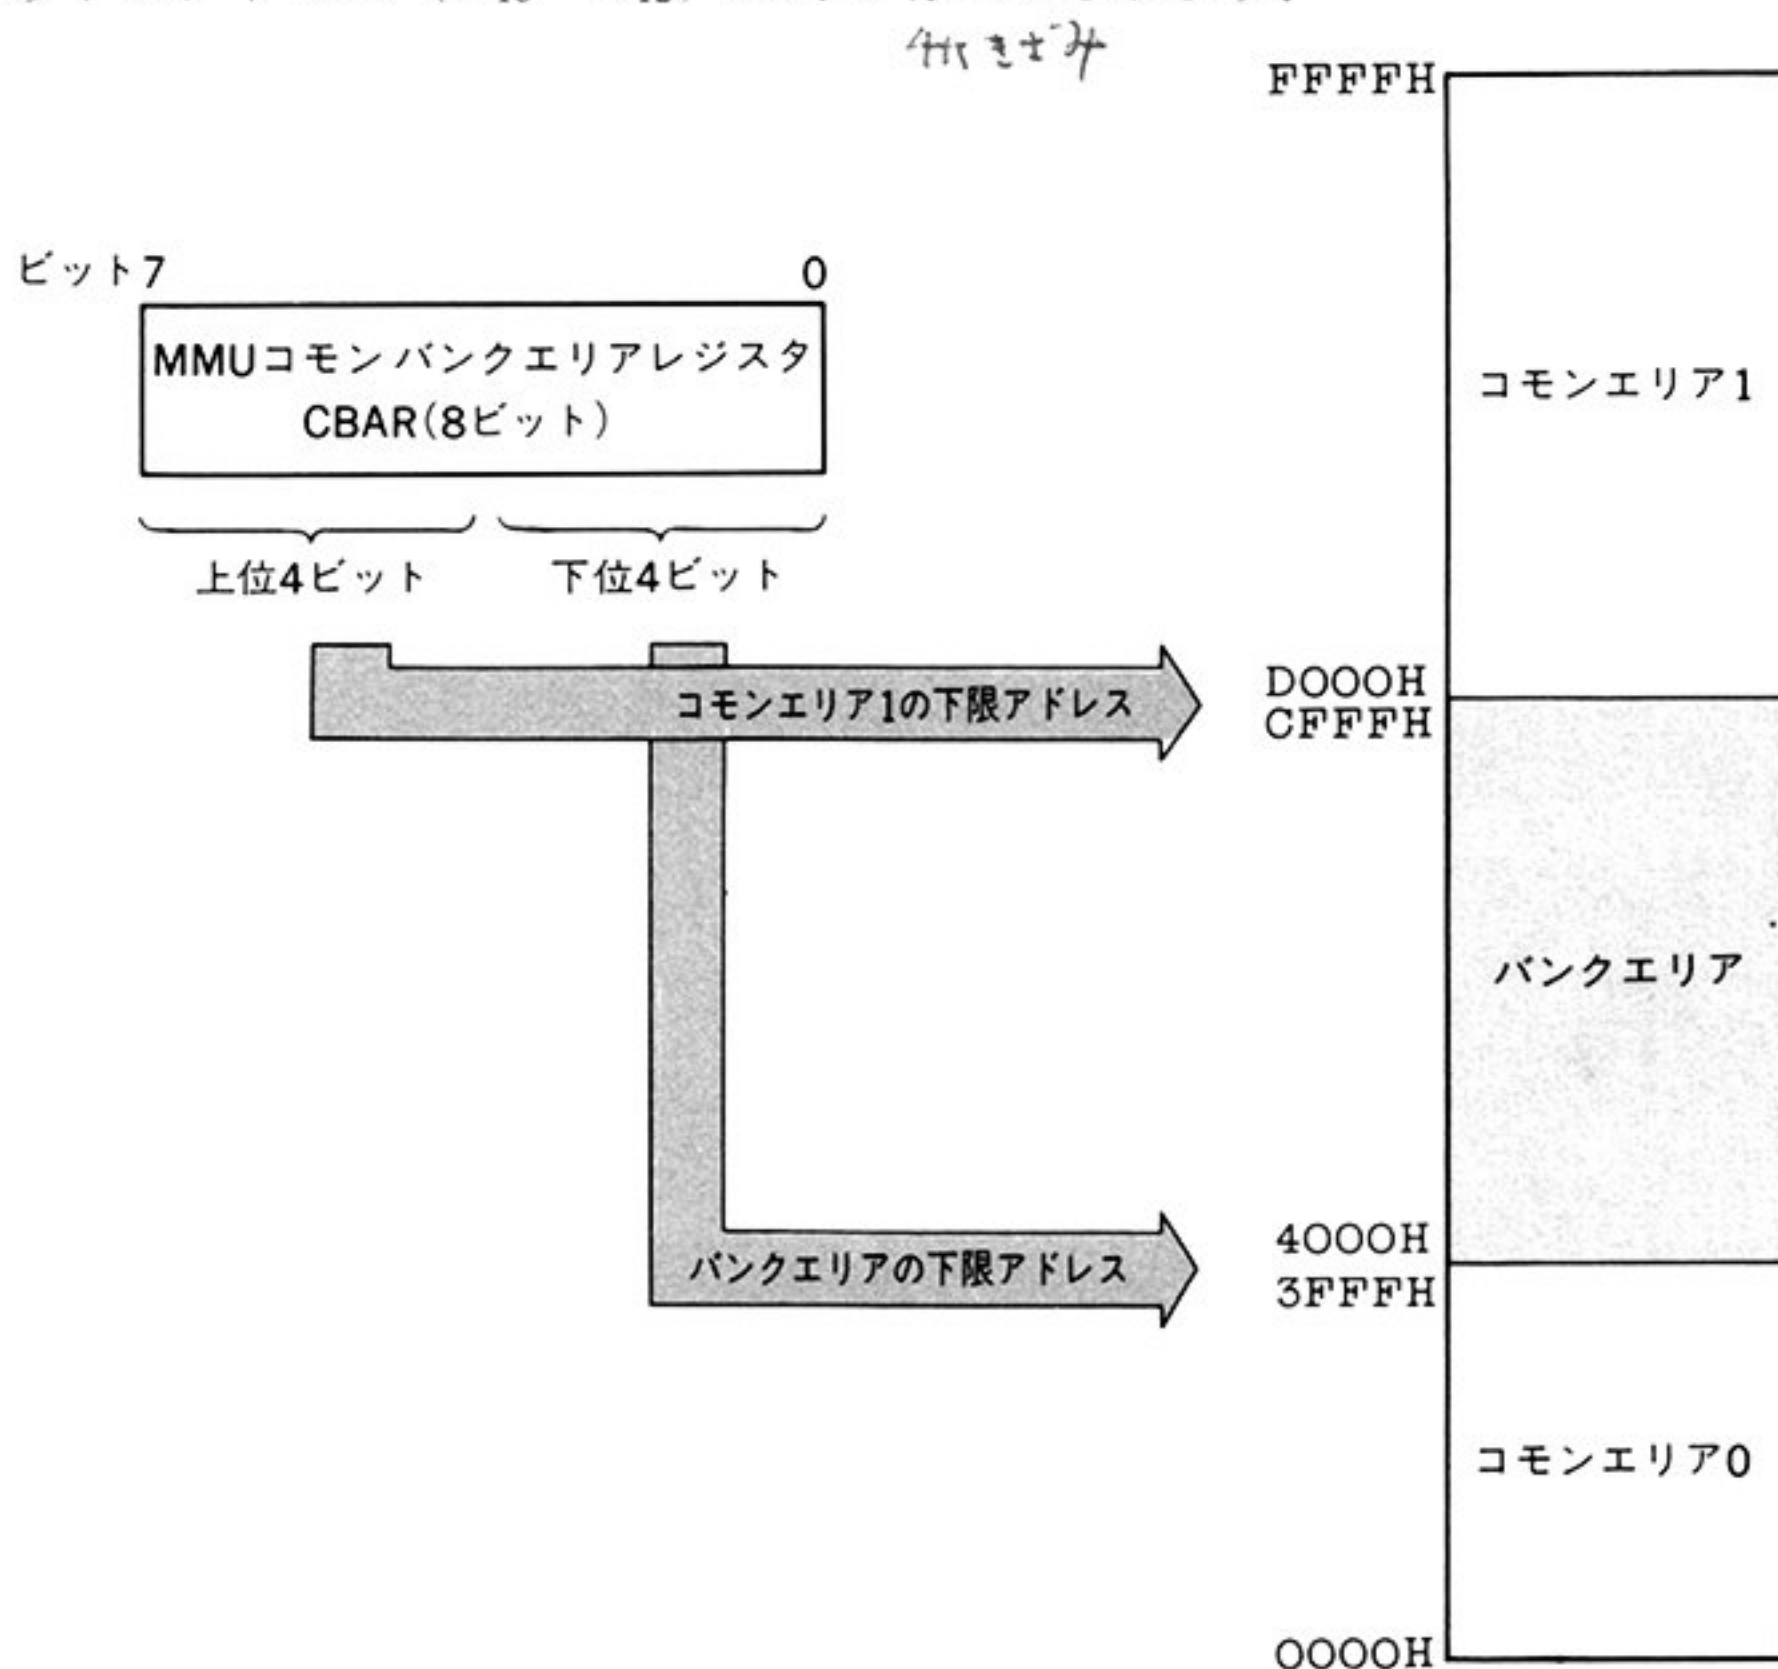 きざみ
FFFFH
ビット7 0
MMUコモンバンクエリアレジスタ
CBAR(8ビット)
コモンエリア1
上位4ビット 下位4ビット
コモンエリア1の下限アドレス
D000H
CFFFH
バンクエリア
バンクエリアの下限アドレス
4000H
3FFFH
コモンエリア0
0000H